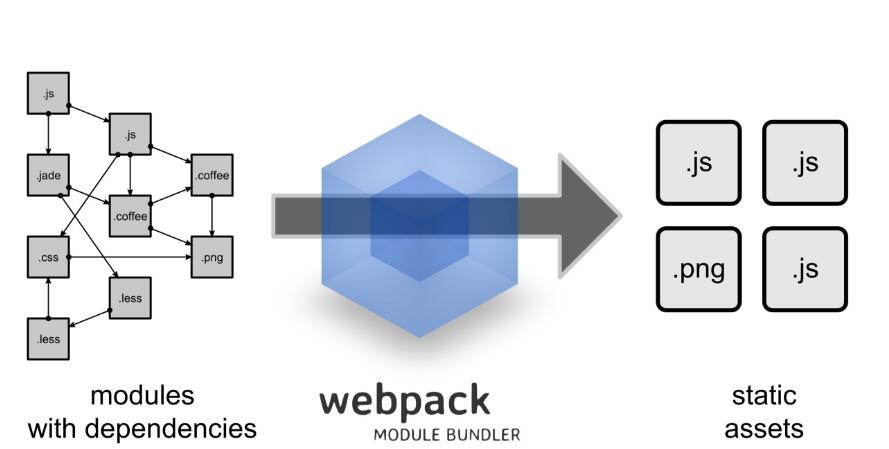 .js
.js
.jade
.coffee
.coffee
.css
.png
.less
.less
modules
with dependencies
webpack
MODULE BUNDLER
.js
.js
.png
.js
static
assets